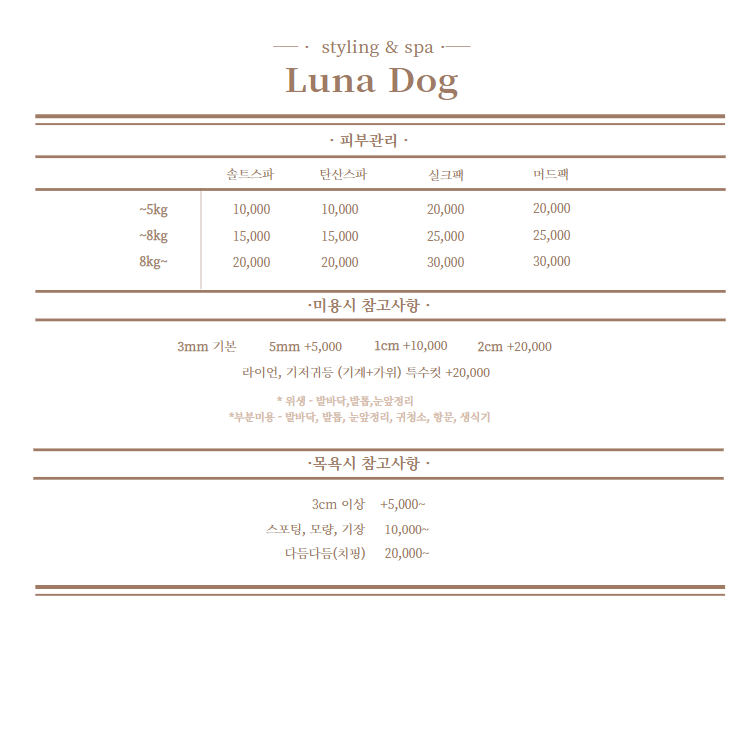 · styling & spa ·
Luna Dog
· 피부관리 ·
솔트스파 탄산스파 실크팩 머드팩
~5kg 10,000 10,000 20,000 20,000
~8kg 15,000 15,000 25,000 25,000
8kg~ 20,000 20,000 30,000 30,000
·미용시 참고사항 ·
3mm 기본 5mm +5,000 1cm +10,000 2cm +20,000
라이언, 기저귀등 (기계+가위) 특수컷 +20,000
* 위생 - 발바닥,발톱,눈앞정리
*부분미용 - 발바닥, 발톱, 눈앞정리, 귀청소, 항문, 생식기
·목욕시 참고사항 ·
3cm 이상 +5,000~
스포팅, 모량, 기장 10,000~
다듬다듬(치핑) 20,000~